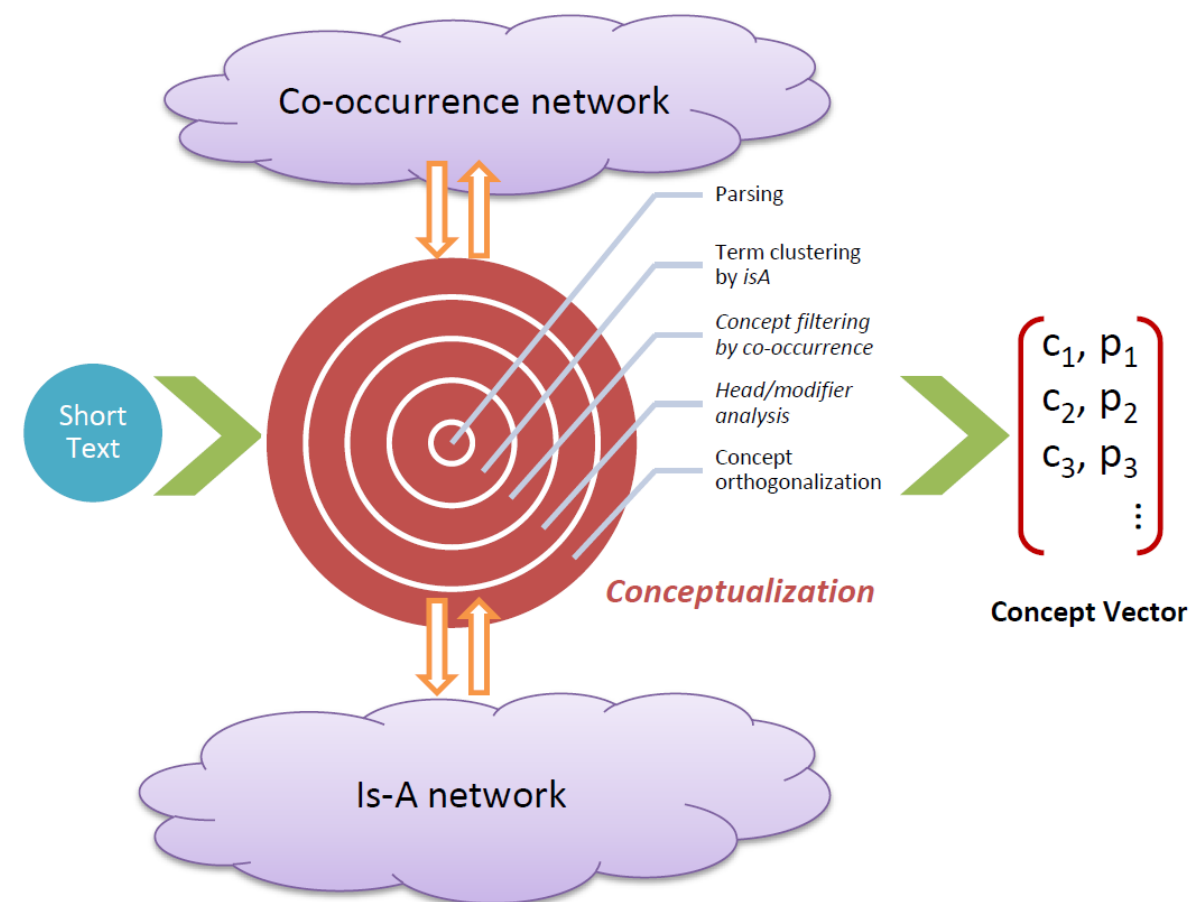 Co-occurrence network
Parsing
Term clustering
by isA
Concept filtering
by co-occurrence
Head/modifier
analysis
Concept
orthogonalization
Short
Text
c₁, p₁
c₂, p₂
c₃, p₃
⋮
Conceptualization
Concept Vector
Is-A network